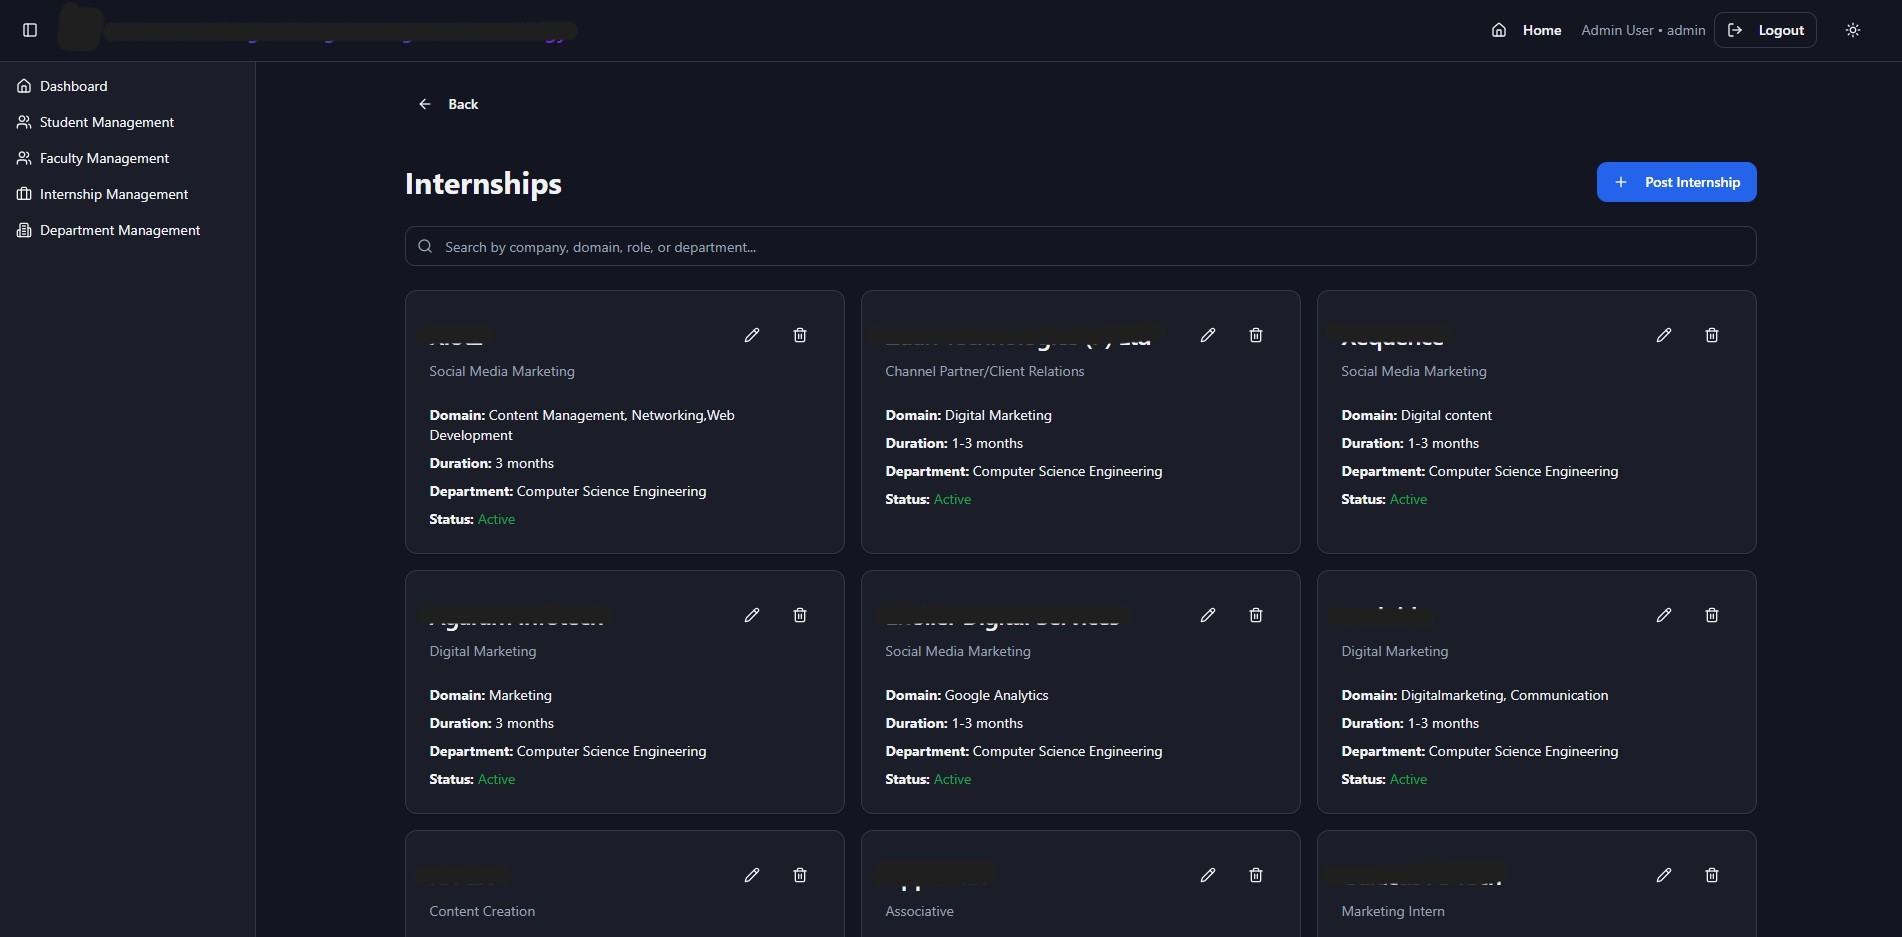 Home
Admin User • admin
Logout
Dashboard
Student Management
Faculty Management
Internship Management
Department Management
Back
Internships
Post Internship
Search by company, domain, role, or department...
Social Media Marketing
Domain: Content Management, Networking,Web
Development
Duration: 3 months
Department: Computer Science Engineering
Status: Active
Channel Partner/Client Relations
Domain: Digital Marketing
Duration: 1-3 months
Department: Computer Science Engineering
Status: Active
Social Media Marketing
Domain: Digital content
Duration: 1-3 months
Department: Computer Science Engineering
Status: Active
Digital Marketing
Domain: Marketing
Duration: 3 months
Department: Computer Science Engineering
Status: Active
Social Media Marketing
Domain: Google Analytics
Duration: 1-3 months
Department: Computer Science Engineering
Status: Active
Digital Marketing
Domain: Digitalmarketing, Communication
Duration: 1-3 months
Department: Computer Science Engineering
Status: Active
Content Creation
Associative
Marketing Intern